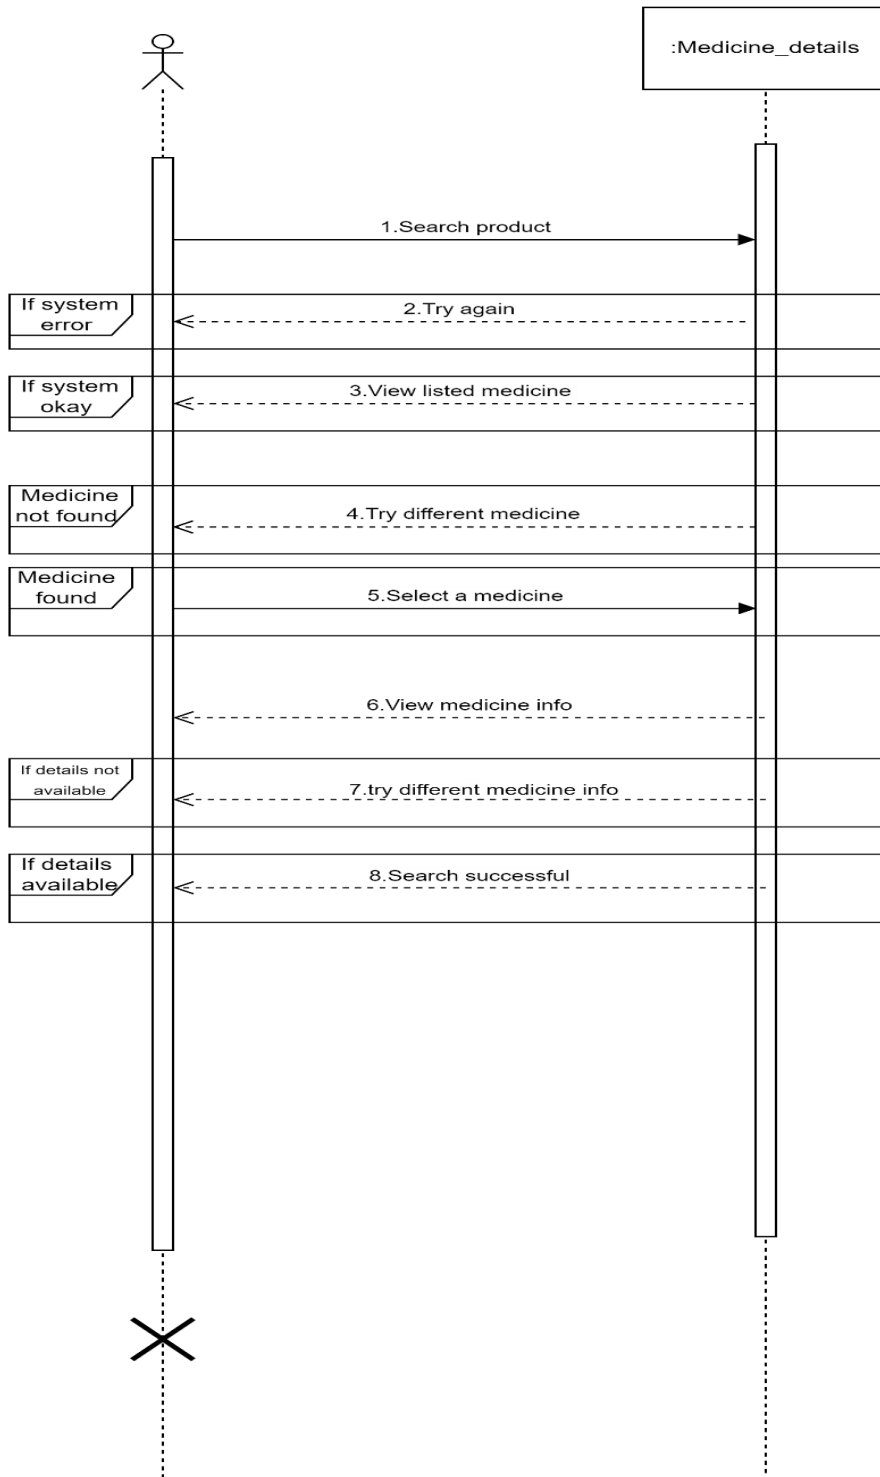 :Medicine_details
1.Search product
If system
error
2.Try again
If system
okay
3.View listed medicine
Medicine
not found
4.Try different medicine
Medicine
found
5.Select a medicine
6.View medicine info
If details not
available
7.try different medicine info
If details
available
8.Search successful